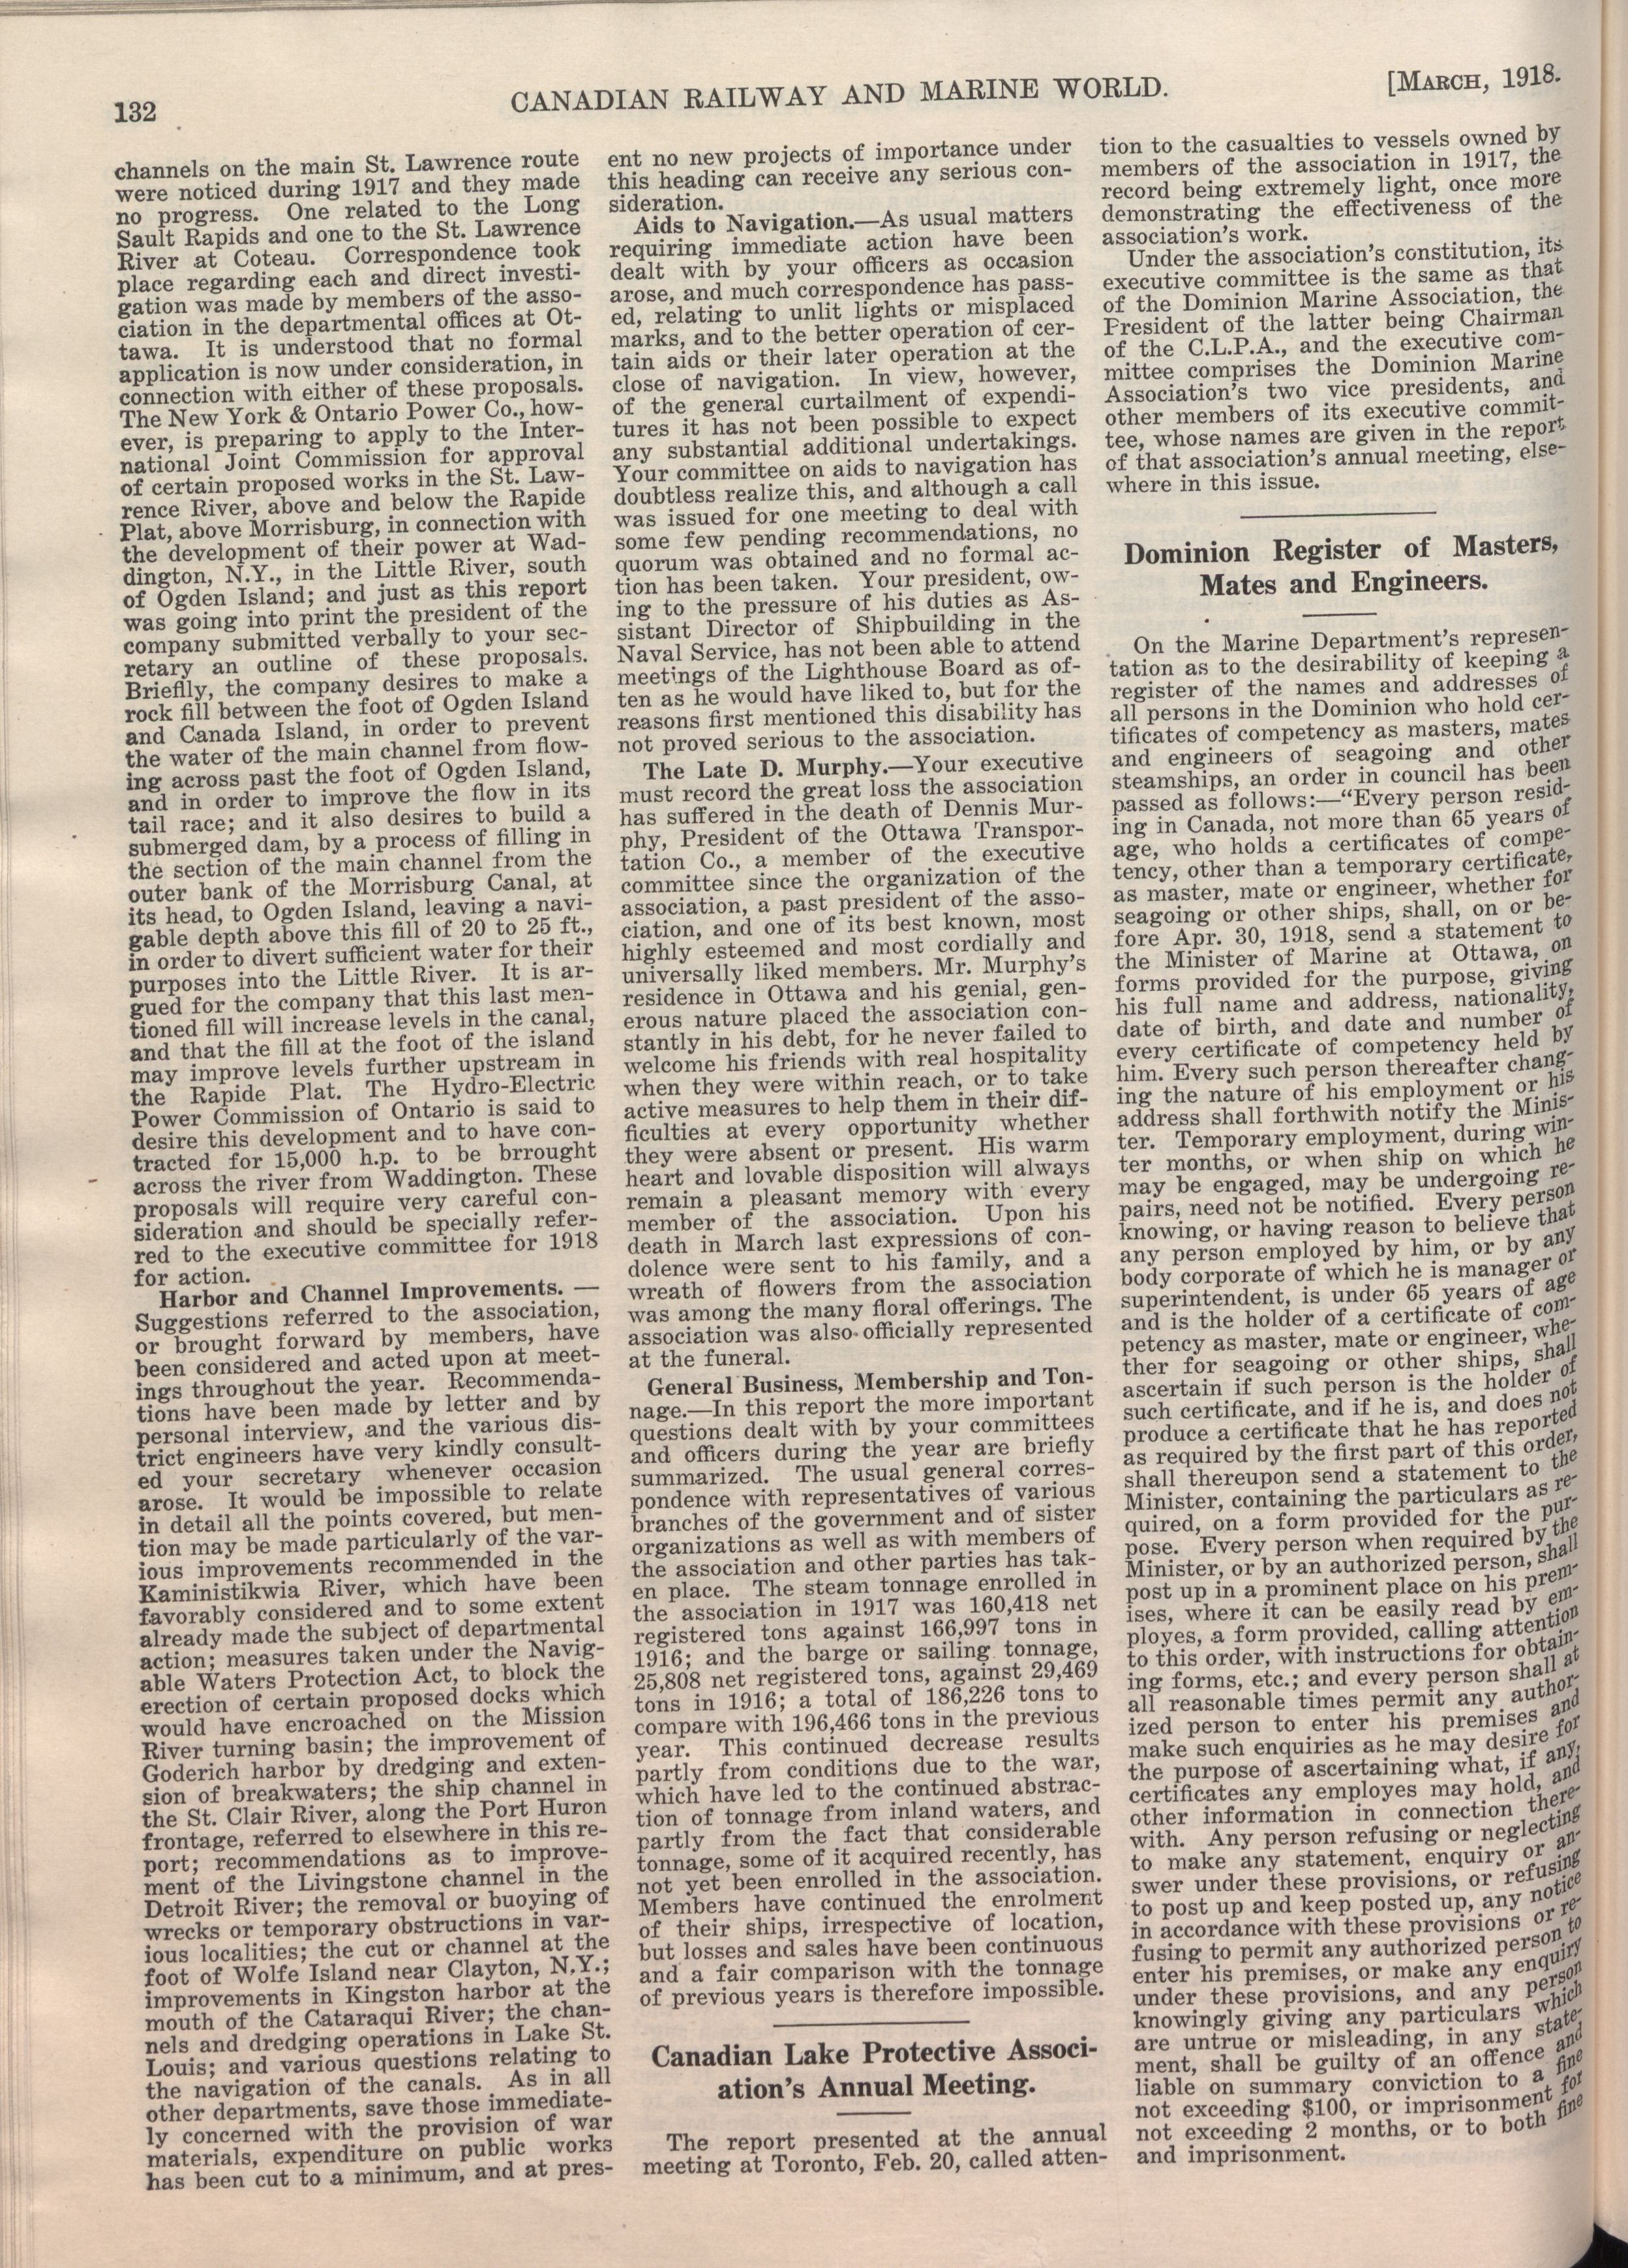 132
CANADIAN RAILWAY AND MARINE WORLD.
[MARCH, 1918.
channels on the main St. Lawrence route
were noticed during 1917 and they made
no progress. One related to the Long
Sault Rapids and one to the St. Lawrence
River at Coteau. Correspondence took
place regarding each and direct investi-
gation was made by members of the asso-
ciation in the departmental offices at Ot-
tawa. It is understood that no formal
application is now under consideration, in
connection with either of these proposals.
The New York & Ontario Power Co., how-
ever, is preparing to apply to the Inter-
national Joint Commission for approval
of certain proposed works in the St. Law-
rence River, above and below the Rapide
Plat, above Morrisburg, in connection with
the development of their power at Wad-
dington, N.Y., in the Little River, south
of Ogden Island; and just as this report
was going into print the president of the
company submitted verbally to your sec-
retary an outline of these proposals.
Brieflly, the company desires to make a
rock fill between the foot of Ogden Island
and Canada Island, in order to prevent
the water of the main channel from flow-
ing across past the foot of Ogden Island,
and in order to improve the flow in its
tail race; and it also desires to build a
submerged dam, by a process of filling in
the section of the main channel from the
outer bank of the Morrisburg Canal, at
its head, to Ogden Island, leaving a navi-
gable depth above this fill of 20 to 25 ft.,
in order to divert sufficient water for their
purposes into the Little River. It is ar-
gued for the company that this last men-
tioned fill will increase levels in the canal,
and that the fill at the foot of the island
may improve levels further upstream in
the Rapide Plat. The Hydro-Electric
Power Commission of Ontario is said to
desire this development and to have con-
tracted for 15,000 h.p. to be brrought
across the river from Waddington. These
proposals will require very careful con-
sideration and should be specially refer-
red to the executive committee for 1918
for action.
Harbor and Channel Improvements. —
Suggestions referred to the association,
or brought forward by members, have
been considered and acted upon at meet-
ings throughout the year. Recommenda-
tions have been made by letter and by
personal interview, and the various dis-
trict engineers have very kindly consult-
ed your secretary whenever occasion
arose. It would be impossible to relate
in detail all the points covered, but men-
tion may be made particularly of the var-
ious improvements recommended in the
Kaministikwia River, which have been
favorably considered and to some extent
already made the subject of departmental
action; measures taken under the Navig-
able Waters Protection Act, to block the
erection of certain proposed docks which
would have encroached on the Mission
River turning basin; the improvement of
Goderich harbor by dredging and exten-
sion of breakwaters; the ship channel in
the St. Clair River, along the Port Huron
frontage, referred to elsewhere in this re-
port; recommendations as to improve-
ment of the Livingstone channel in the
Detroit River; the removal or buoying of
wrecks or temporary obstructions in var-
ious localities; the cut or channel at the
foot of Wolfe Island near Clayton, N.Y.;
improvements in Kingston harbor at the
mouth of the Cataraqui River; the chan-
nels and dredging operations in Lake St.
Louis; and various questions relating to
the navigation of the canals. As in all
other departments, save those immediate-
ly concerned with the provision of war
materials, expenditure on public works
has been cut to a minimum, and at pres-
ent no new projects of importance under
this heading can receive any serious con-
sideration.
Aids to Navigation.—As usual matters
requiring immediate action have been
dealt with by your officers as occasion
arose, and much correspondence has pass-
ed, relating to unlit lights or misplaced
marks, and to the better operation of cer-
tain aids or their later operation at the
close of navigation. In view, however,
of the general curtailment of expendi-
tures it has not been possible to expect
any substantial additional undertakings.
Your committee on aids to navigation has
doubtless realize this, and although a call
was issued for one meeting to deal with
some few pending recommendations, no
quorum was obtained and no formal ac-
tion has been taken. Your president, ow-
ing to the pressure of his duties as As-
sistant Director of Shipbuilding in the
Naval Service, has not been able to attend
meetings of the Lighthouse Board as of-
ten as he would have liked to, but for the
reasons first mentioned this disability has
not proved serious to the association.
The Late D. Murphy.—Your executive
must record the great loss the association
has suffered in the death of Dennis Mur-
phy, President of the Ottawa Transpor-
tation Co., a member of the executive
committee since the organization of the
association, a past president of the asso-
ciation, and one of its best known, most
highly esteemed and most cordially and
universally liked members. Mr. Murphy's
residence in Ottawa and his genial, gen-
erous nature placed the association con-
stantly in his debt, for he never failed to
welcome his friends with real hospitality
when they were within reach, or to take
active measures to help them in their dif-
ficulties at every opportunity whether
they were absent or present. His warm
heart and lovable disposition will always
remain a pleasant memory with every
member of the association. Upon his
death in March last expressions of con-
dolence were sent to his family, and a
wreath of flowers from the association
was among the many floral offerings. The
association was also officially represented
at the funeral.
General Business, Membership and Ton-
nage.—In this report the more important
questions dealt with by your committees
and officers during the year are briefly
summarized. The usual general corres-
pondence with representatives of various
branches of the government and of sister
organizations as well as with members of
the association and other parties has tak-
en place. The steam tonnage enrolled in
the association in 1917 was 160,418 net
registered tons against 166,997 tons in
1916; and the barge or sailing tonnage,
25,808 net registered tons, against 29,469
tons in 1916; a total of 186,226 tons to
compare with 196,466 tons in the previous
year. This continued decrease results
partly from conditions due to the war,
which have led to the continued abstrac-
tion of tonnage from inland waters, and
partly from the fact that considerable
tonnage, some of it acquired recently, has
not yet been enrolled in the association.
Members have continued the enrolment
of their ships, irrespective of location,
but losses and sales have been continuous
and a fair comparison with the tonnage
of previous years is therefore impossible.
Canadian Lake Protective Associ-
ation's Annual Meeting.
The report presented at the annual
meeting at Toronto, Feb. 20, called atten-
tion to the casualties to vessels owned by
members of the association in 1917, the
record being extremely light, once more
demonstrating the effectiveness of the
association's work.
Under the association's constitution, its
executive committee is the same as that
of the Dominion Marine Association, the
President of the latter being Chairman
of the C.L.P.A., and the executive com-
mittee comprises the Dominion Marine
Association's two vice presidents, and
other members of its executive commit-
tee, whose names are given in the report
of that association's annual meeting, else-
where in this issue.
Dominion Register of Masters,
Mates and Engineers.
On the Marine Department's represen-
tation as to the desirability of keeping a
register of the names and addresses of
all persons in the Dominion who hold cer-
tificates of competency as masters, mates
and engineers of seagoing and other
steamships, an order in council has been
passed as follows:—"Every person resid-
ing in Canada, not more than 65 years of
age, who holds a certificates of compe-
tency, other than a temporary certificate,
as master, mate or engineer, whether for
seagoing or other ships, shall, on or be-
fore Apr. 30, 1918, send a statement to
the Minister of Marine at Ottawa, on
forms provided for the purpose, giving
his full name and address, nationality,
date of birth, and date and number of
every certificate of competency held by
him. Every such person thereafter chang-
ing the nature of his employment or his
address shall forthwith notify the Minis-
ter. Temporary employment, during win-
ter months, or when ship on which he
may be engaged, may be undergoing re-
pairs, need not be notified. Every person
knowing, or having reason to believe that
any person employed by him, or by any
body corporate of which he is manager or
superintendent, is under 65 years of age
and is the holder of a certificate of com-
petency as master, mate or engineer, whe-
ther for seagoing or other ships, shall
ascertain if such person is the holder of
such certificate, and if he is, and does not
produce a certificate that he has reported
as required by the first part of this order,
shall thereupon send a statement to the
Minister, containing the particulars as re-
quired, on a form provided for the pur-
pose. Every person when required by the
Minister, or by an authorized person, shall
post up in a prominent place on his prem-
ises, where it can be easily read by em-
ployes, a form provided, calling attention
to this order, with instructions for obtain-
ing forms, etc.; and every person shall at
all reasonable times permit any author-
ized person to enter his premises and
make such enquiries as he may desire for
the purpose of ascertaining what, if any,
certificates any employes may hold, and
other information in connection there-
with. Any person refusing or neglecting
to make any statement, enquiry or an-
swer under these provisions, or refusing
to post up and keep posted up, any notice
in accordance with these provisions or re-
fusing to permit any authorized person to
enter his premises, or make any enquiry
under these provisions, and any person
knowingly giving any particulars which
are untrue or misleading, in any state-
ment, shall be guilty of an offence and
liable on summary conviction to a fine
not exceeding $100, or imprisonment for
not exceeding 2 months, or to both fine
and imprisonment.